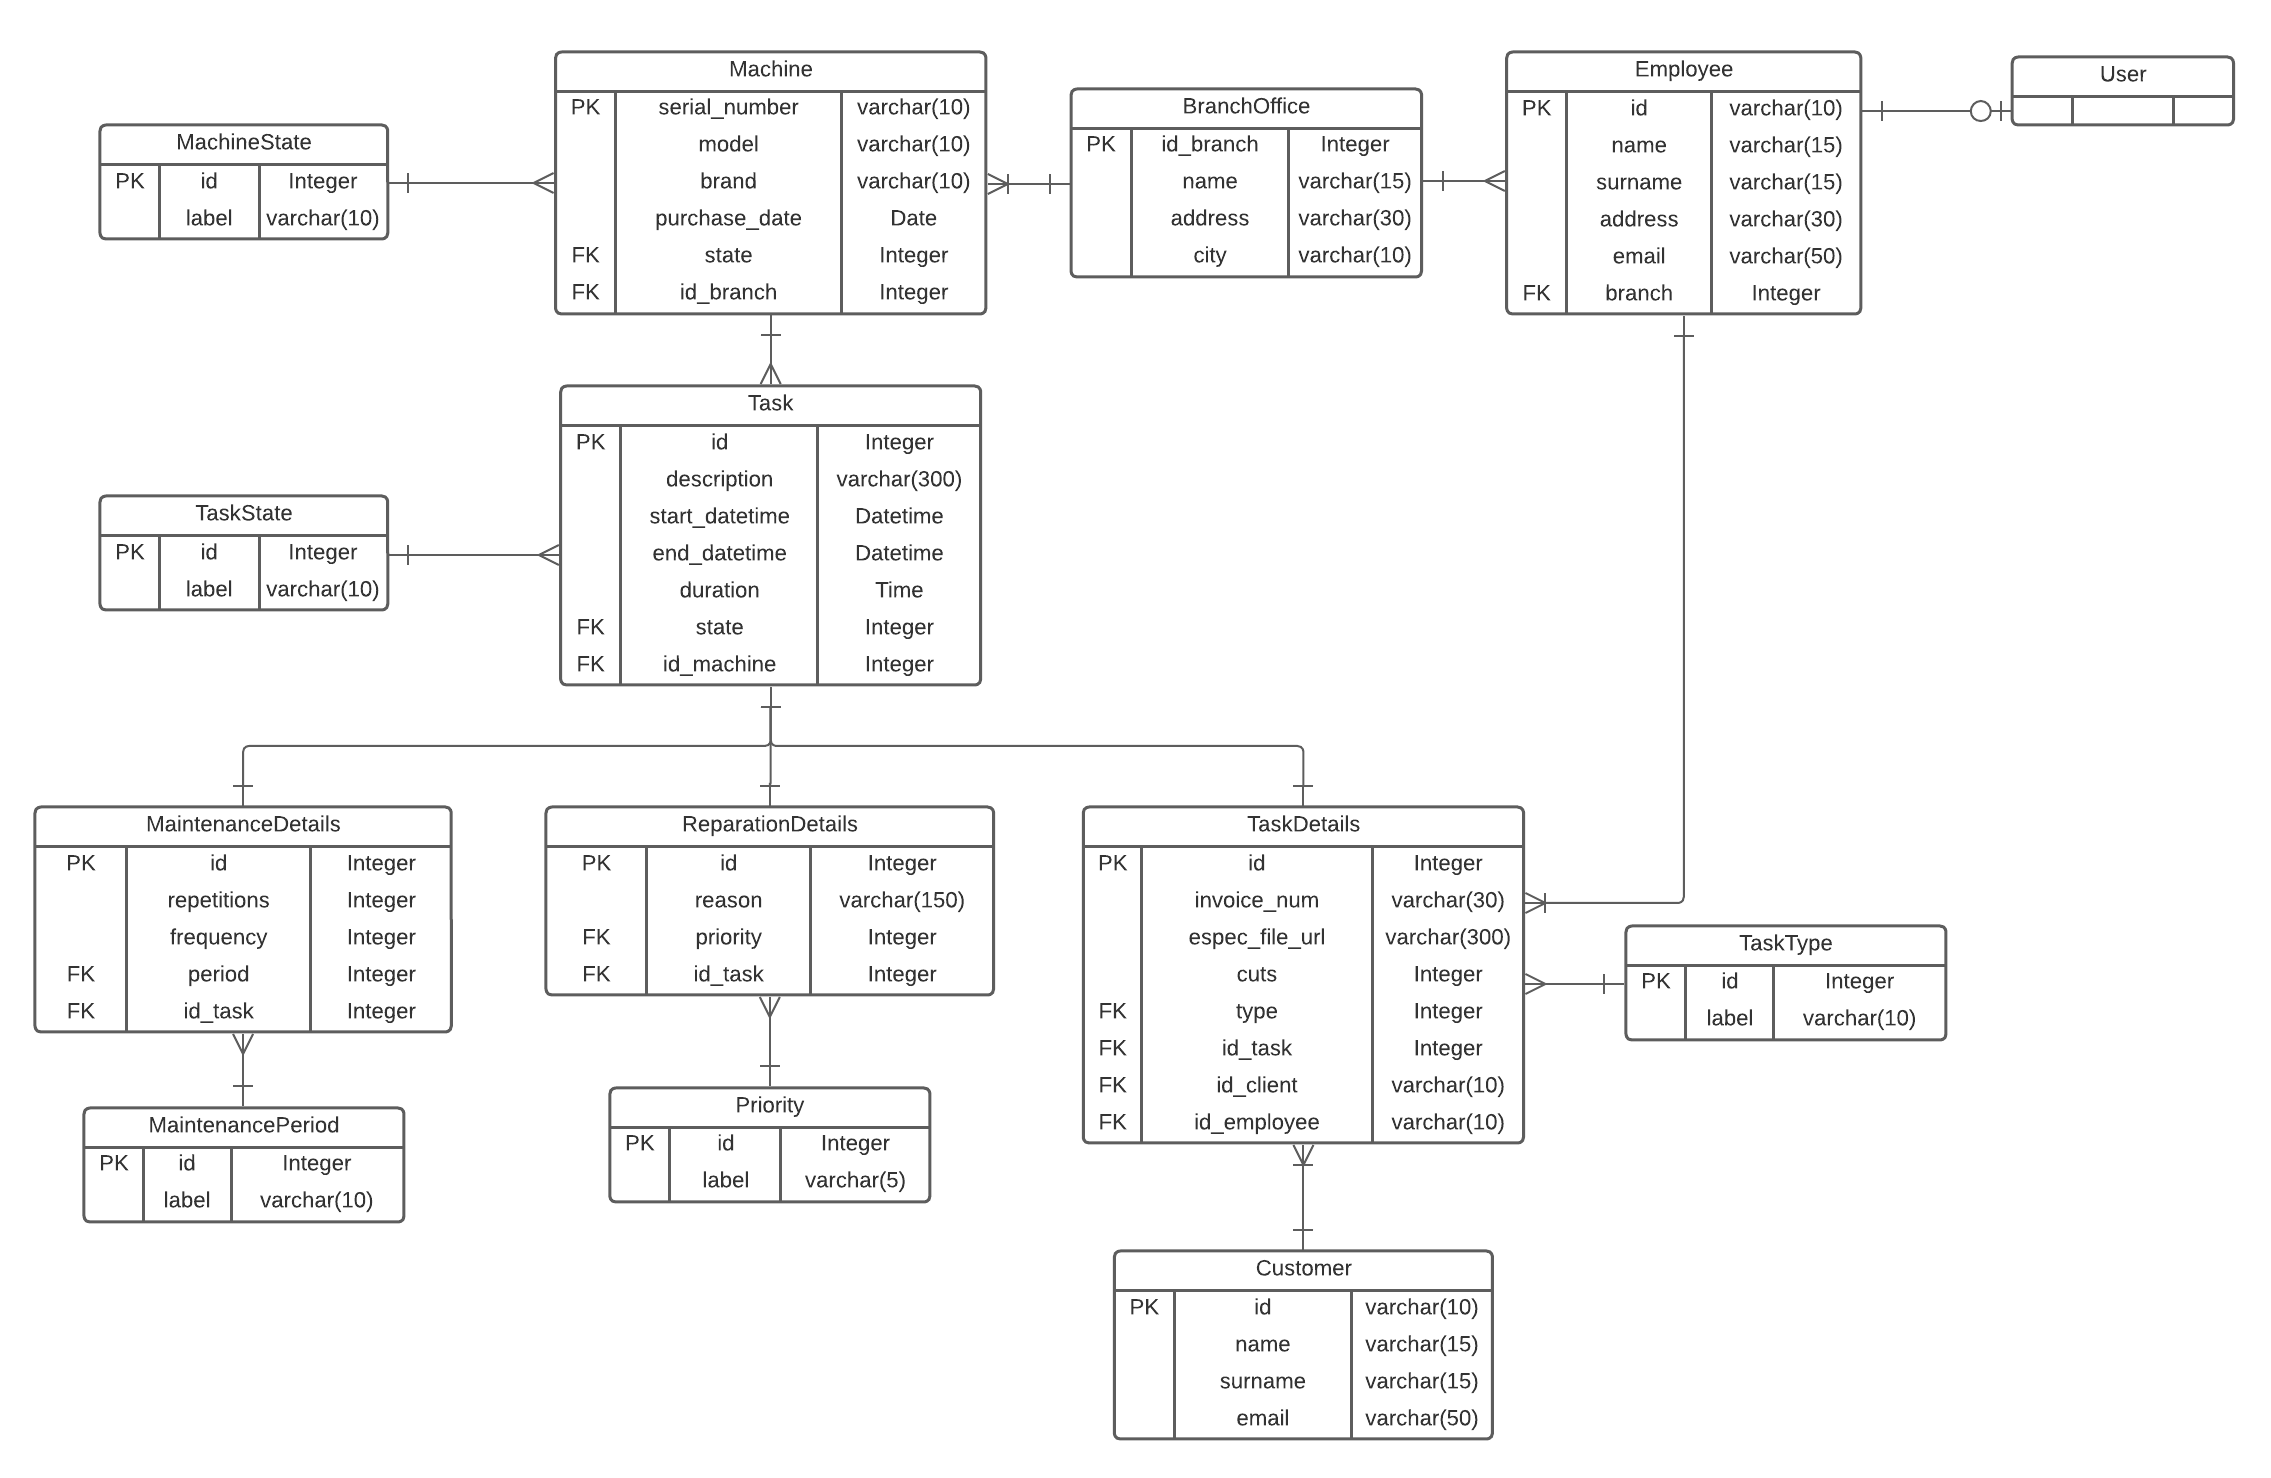 Machine
PK serial_number varchar(10)
model varchar(10)
brand varchar(10)
purchase_date Date
FK state Integer
FK id_branch Integer
Employee
PK id varchar(10)
name varchar(15)
surname varchar(15)
address varchar(30)
email varchar(50)
FK branch Integer
User
BranchOffice
PK id_branch Integer
name varchar(15)
address varchar(30)
city varchar(10)
MachineState
PK id Integer
label varchar(10)
Task
PK id Integer
description varchar(300)
start_datetime Datetime
end_datetime Datetime
duration Time
FK state Integer
FK id_machine Integer
TaskState
PK id Integer
label varchar(10)
MaintenanceDetails
PK id Integer
repetitions Integer
frequency Integer
FK period Integer
FK id_task Integer
ReparationDetails
PK id Integer
reason varchar(150)
FK priority Integer
FK id_task Integer
TaskDetails
PK id Integer
invoice_num varchar(30)
espec_file_url varchar(300)
cuts Integer
FK type Integer
FK id_task Integer
FK id_client varchar(10)
FK id_employee varchar(10)
TaskType
PK id Integer
label varchar(10)
MaintenancePeriod
PK id Integer
label varchar(10)
Priority
PK id Integer
label varchar(5)
Customer
PK id varchar(10)
name varchar(15)
surname varchar(15)
email varchar(50)